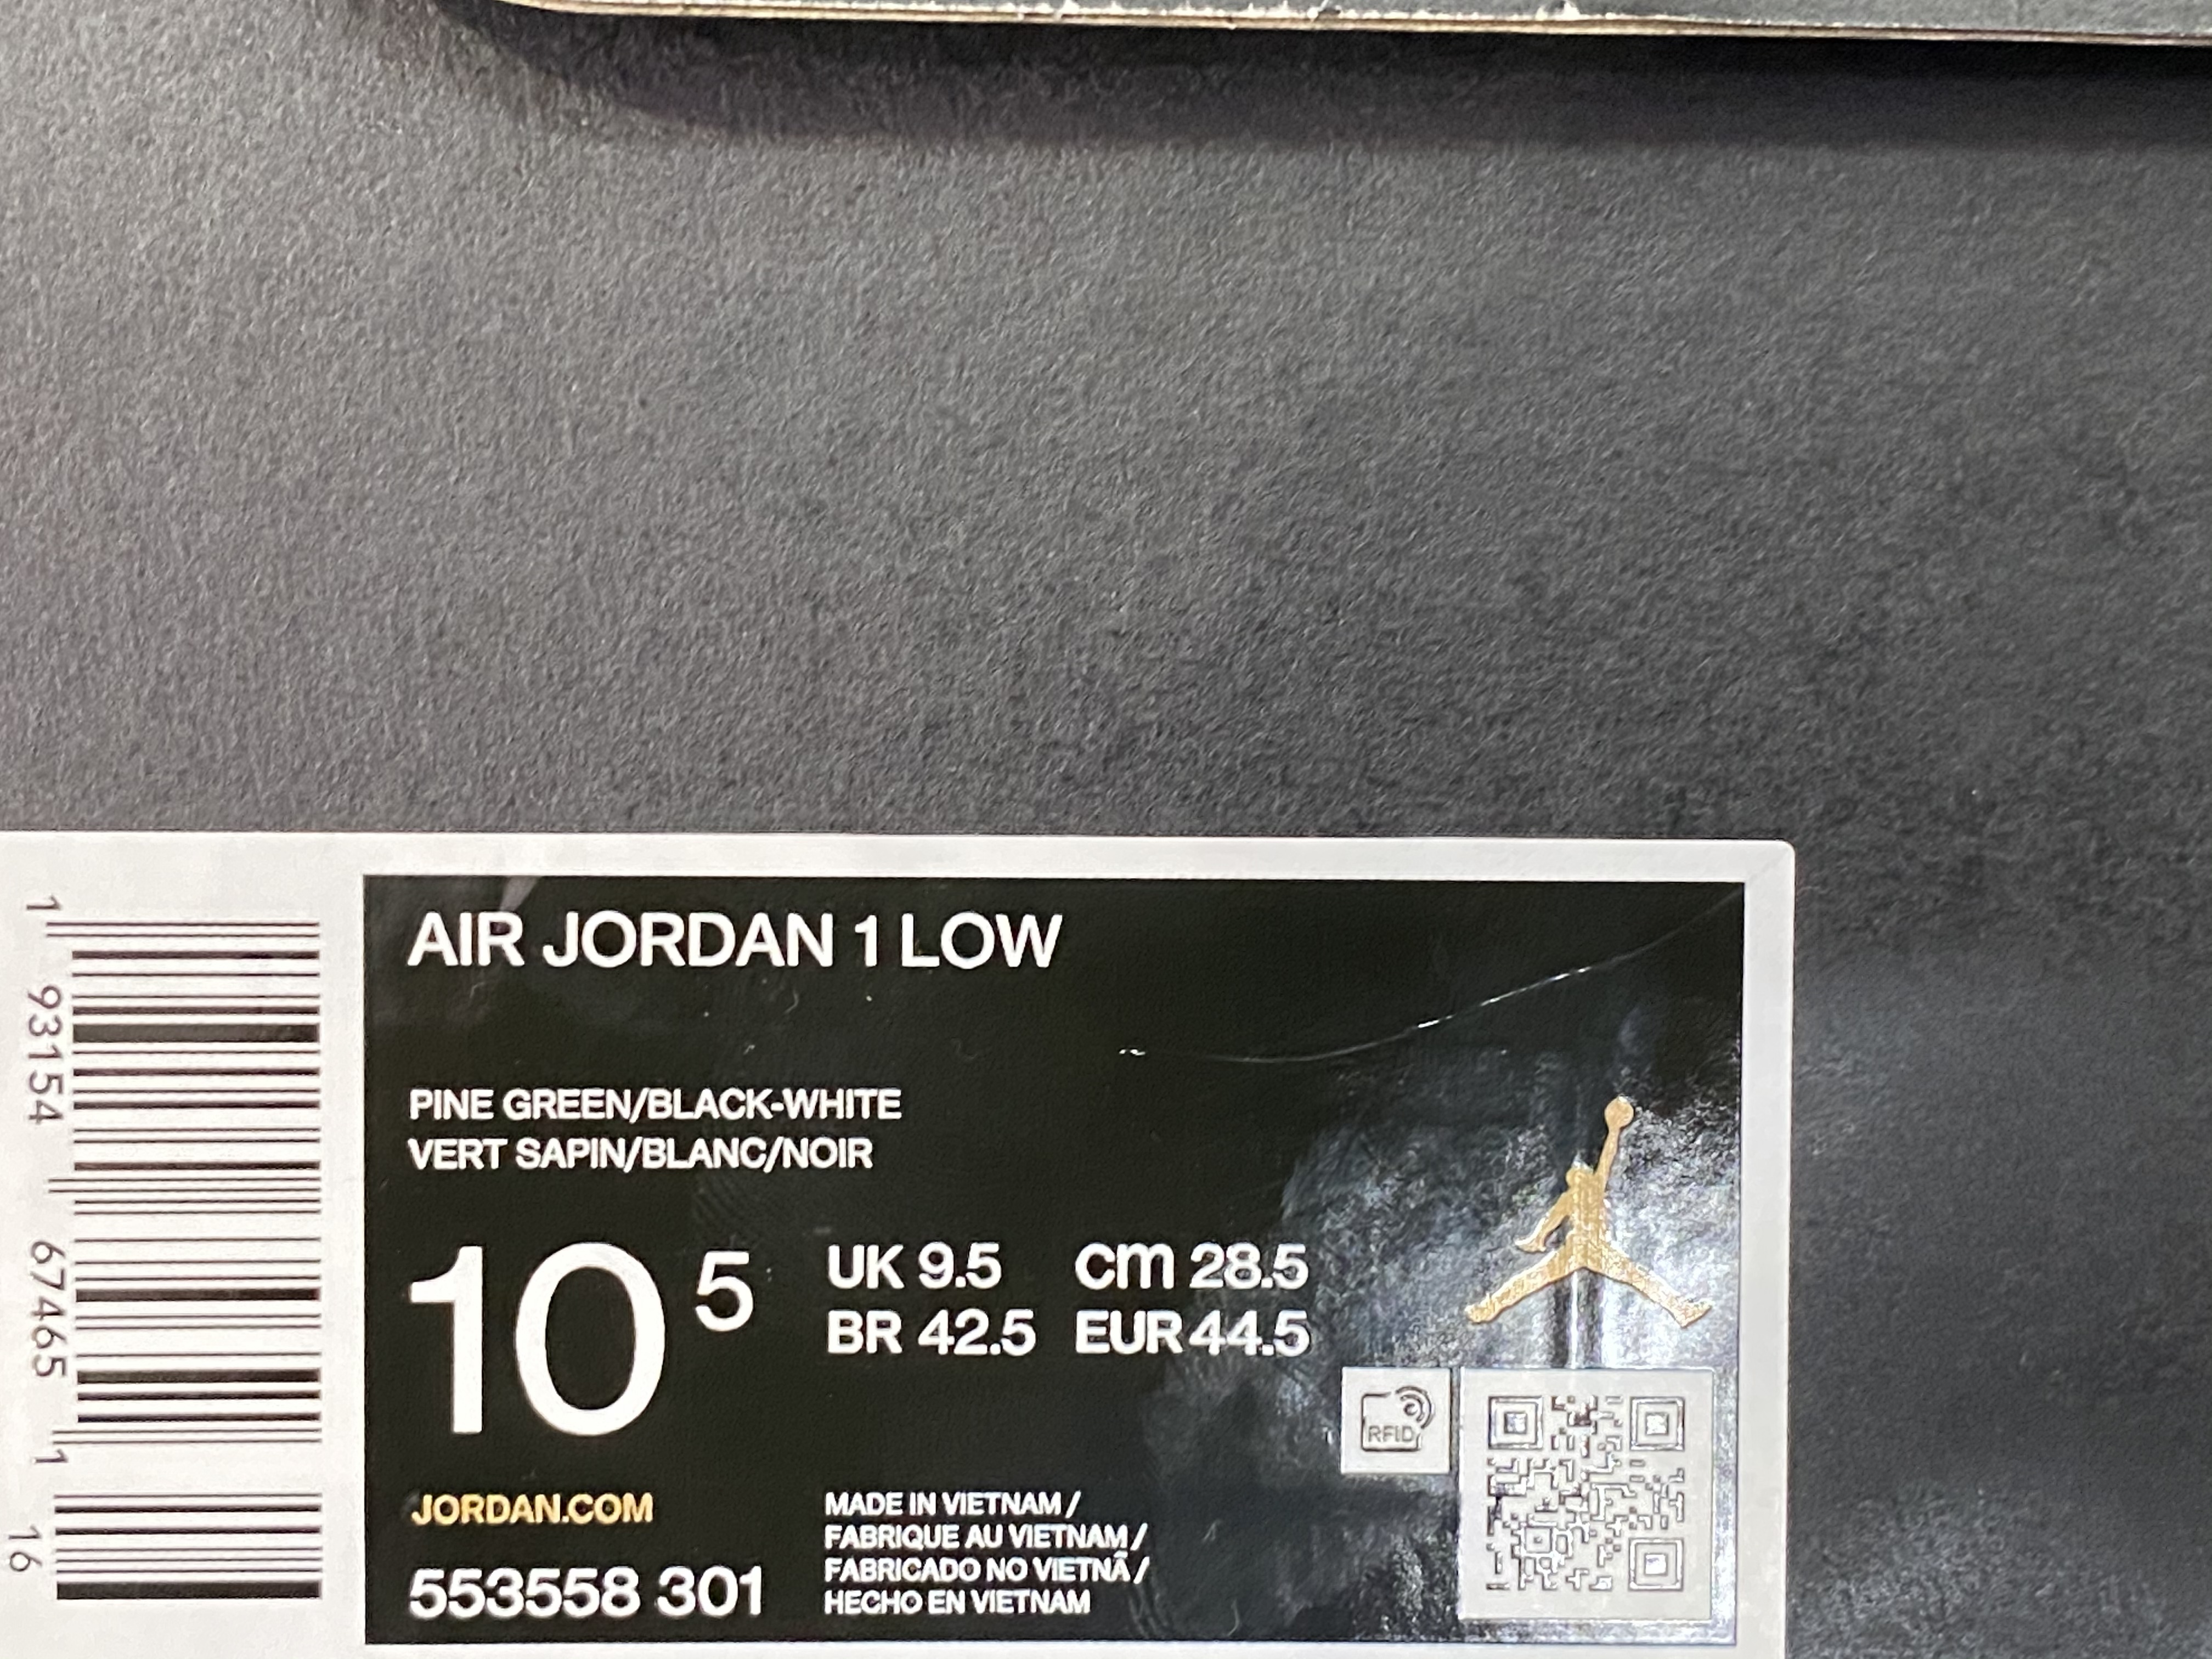 AIR JORDAN 1 LOW
PINE GREEN/BLACK-WHITE
VERT SAPIN/BLANC/NOIR
10 5
UK 9.5 CM 28.5
BR 42.5 EUR 44.5
RFID
JORDAN.COM
553558 301
MADE IN VIETNAM /
FABRIQUE AU VIETNAM /
FABRICADO NO VIETNÃ /
HECHO EN VIETNAM
1 93154 67465 1 16